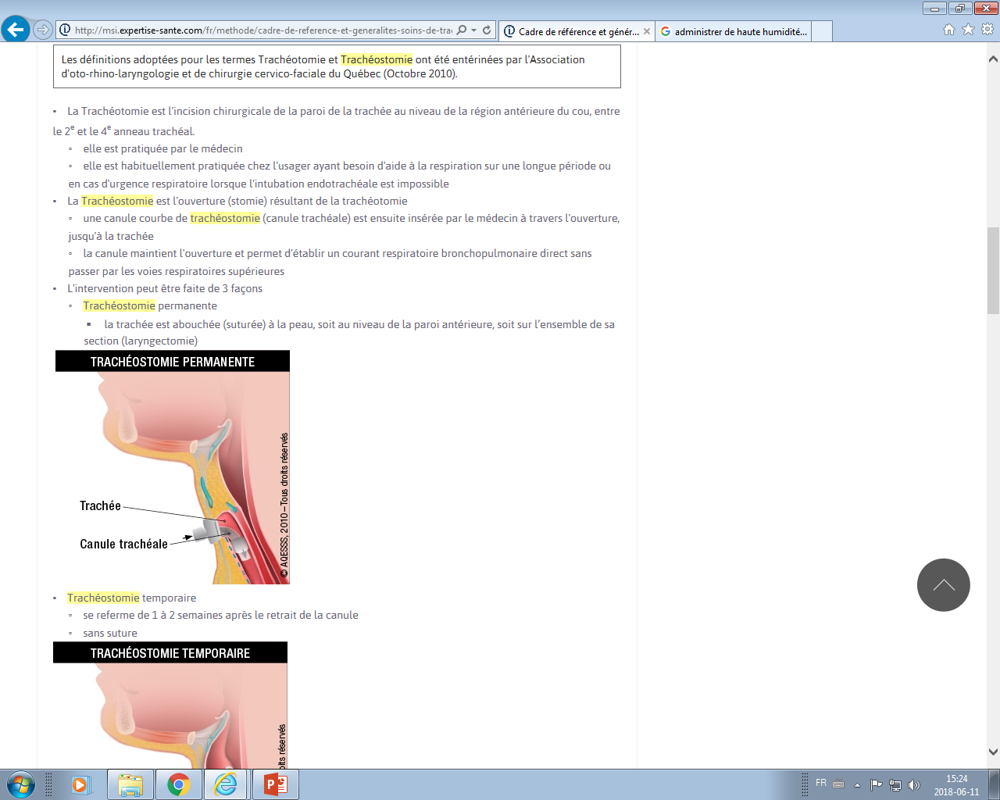 http://msi.expertise-sante.com/fr/methode/cadre-de-reference-et-generalites-soins-de-tra
Cadre de référence et génér...
administrer de haute humidité...
Les définitions adoptées pour les termes Trachéotomie et Trachéostomie ont été entérinées par l'Association
d'oto-rhino-laryngologie et de chirurgie cervico-faciale du Québec (Octobre 2010).
• La Trachéotomie est l'incision chirurgicale de la paroi de la trachée au niveau de la région antérieure du cou, entre
le 2e et le 4e anneau trachéal.
▫ elle est pratiquée par le médecin
▫ elle est habituellement pratiquée chez l'usager ayant besoin d'aide à la respiration sur une longue période ou
en cas d'urgence respiratoire lorsque l'intubation endotrachéale est impossible
• La Trachéostomie est l'ouverture (stomie) résultant de la trachéotomie
▫ une canule courbe de trachéostomie (canule trachéale) est ensuite insérée par le médecin à travers l'ouverture,
jusqu'à la trachée
▫ la canule maintient l'ouverture et permet d'établir un courant respiratoire bronchopulmonaire direct sans
passer par les voies respiratoires supérieures
• L'intervention peut être faite de 3 façons
▫ Trachéostomie permanente
▪ la trachée est abouchée (suturée) à la peau, soit au niveau de la paroi antérieure, soit sur l’ensemble de sa
section (laryngectomie)
TRACHÉOSTOMIE PERMANENTE
Trachée
Canule trachéale
© AQESSS, 2010 – Tous droits réservés
• Trachéostomie temporaire
▫ se referme de 1 à 2 semaines après le retrait de la canule
▫ sans suture
TRACHÉOSTOMIE TEMPORAIRE
oits réservés
FR
15:24
2018-06-11